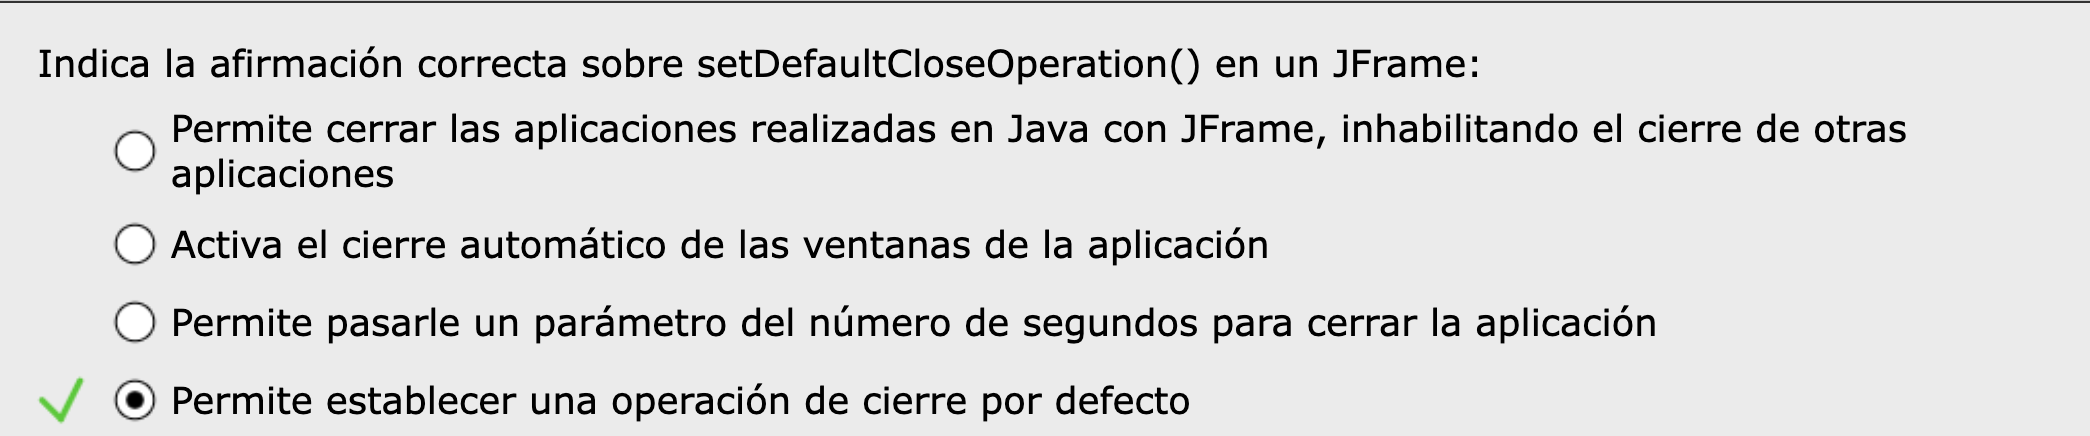 Indica la afirmación correcta sobre setDefaultCloseOperation() en un JFrame:
Permite cerrar las aplicaciones realizadas en Java con JFrame, inhabilitando el cierre de otras
aplicaciones
Activa el cierre automático de las ventanas de la aplicación
Permite pasarle un parámetro del número de segundos para cerrar la aplicación
Permite establecer una operación de cierre por defecto